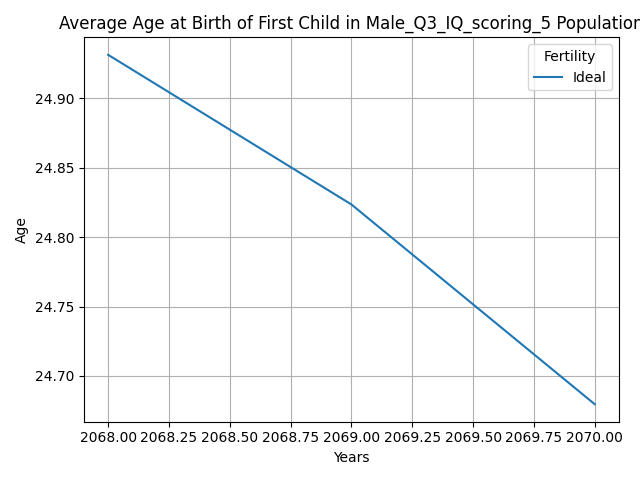 Average Age at Birth of First Child in Male_Q3_IQ_scoring_5 Population
Fertility
Ideal
24.90
24.85
24.80
24.75
24.70
Age
2068.00 2068.25 2068.50 2068.75 2069.00 2069.25 2069.50 2069.75 2070.00
Years